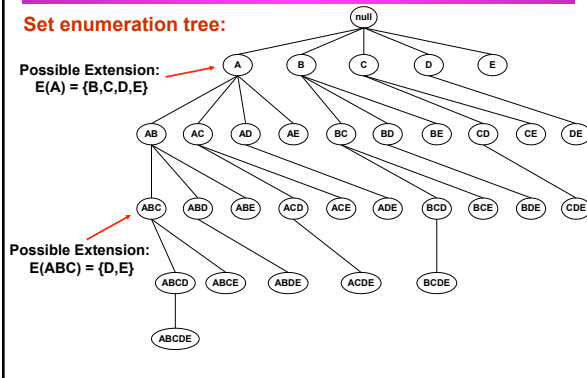 Set enumeration tree:
null
Possible Extension:
E(A) = {B,C,D,E}
A B C D E
AB AC AD AE BC BD BE CD CE DE
ABC ABD ABE ACD ACE ADE BCD BCE BDE CDE
Possible Extension:
E(ABC) = {D,E}
ABCD ABCE ABDE ACDE BCDE
ABCDE